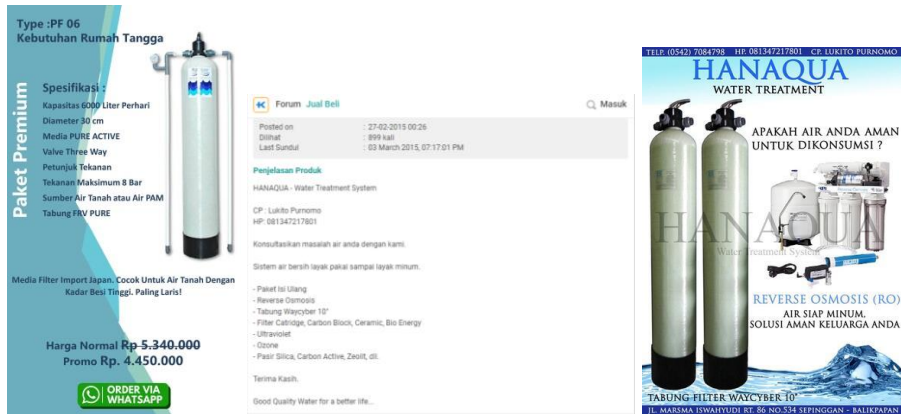 Type :PF 06
Kebutuhan Rumah Tangga
Paket Premium
Spesifikasi :
Kapasitas 6000 Liter Perhari
Diameter 30 cm
Media PURE ACTIVE
Valve Three Way
Petunjuk Tekanan
Tekanan Maksimum 8 Bar
Sumber Air Tanah atau Air PAM
Tabung FRV PURE
Media Filter Import Japan. Cocok Untuk Air Tanah Dengan
Kadar Besi Tinggi. Paling Laris!
Harga Normal Rp 5.340.000
Promo Rp. 4.450.000
ORDER VIA
WHATSAPP
Forum Jual Beli
Masuk
Posted on : 27-02-2015 00:26
Dilihat : 899 kali
Last Sundul : 03 March 2015, 07.17.01 PM
Penjelasan Produk
HANAQUA - Water Treatment System
CP : Lukito Purnomo
HP: 081347217801
Konsultasikan masalah air anda dengan kami.
Sistem air bersih layak pakai sampai layak minum.
- Paket Isi Ulang
- Reverse Osmosis
- Tabung Waycyber 10"
- Filter Catridge, Carbon Block, Ceramic, Bio Energy
- Ultraviolet
- Ozone
- Pasir Silica, Carbon Active, Zeolit, dll.
Terima Kasih.
Good Quality Water for a better life...
TELP. (0542) 7084798 HP. 081347217801 CP. LUKITO PURNOMO
HANAQUA
WATER TREATMENT
APAKAH AIR ANDA AMAN
UNTUK DIKONSUMSI ?
HANAQUA
Water Treatment System
REVERSE OSMOSIS (RO)
AIR SIAP MINUM,
SOLUSI AMAN KELUARGA ANDA
TABUNG FILTER WAYCYBER 10"
JL. MARSMA ISWAHYUDI RT. 86 NO.534 SEPINGGAN - BALIKPAPAN